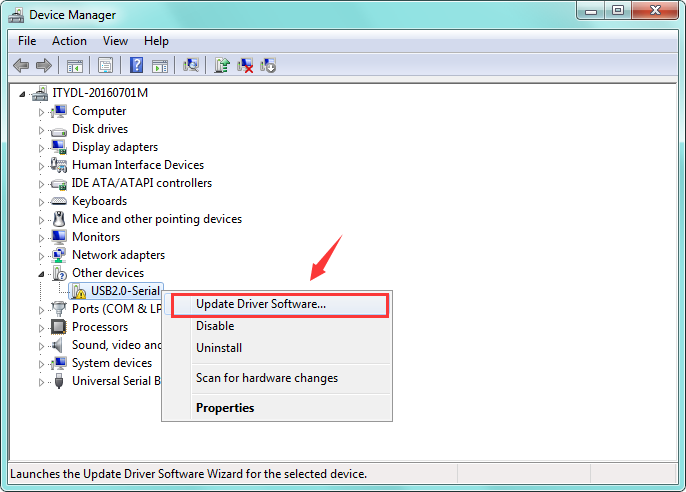 Device Manager
File Action View Help
ITYDL-20160701M
Computer
Disk drives
Display adapters
Human Interface Devices
IDE ATA/ATAPI controllers
Keyboards
Mice and other pointing devices
Monitors
Network adapters
Other devices
USB2.0-Serial
Ports (COM & LP
Processors
Sound, video and
System devices
Universal Serial B
Update Driver Software...
Disable
Uninstall
Scan for hardware changes
Properties
Launches the Update Driver Software Wizard for the selected device.